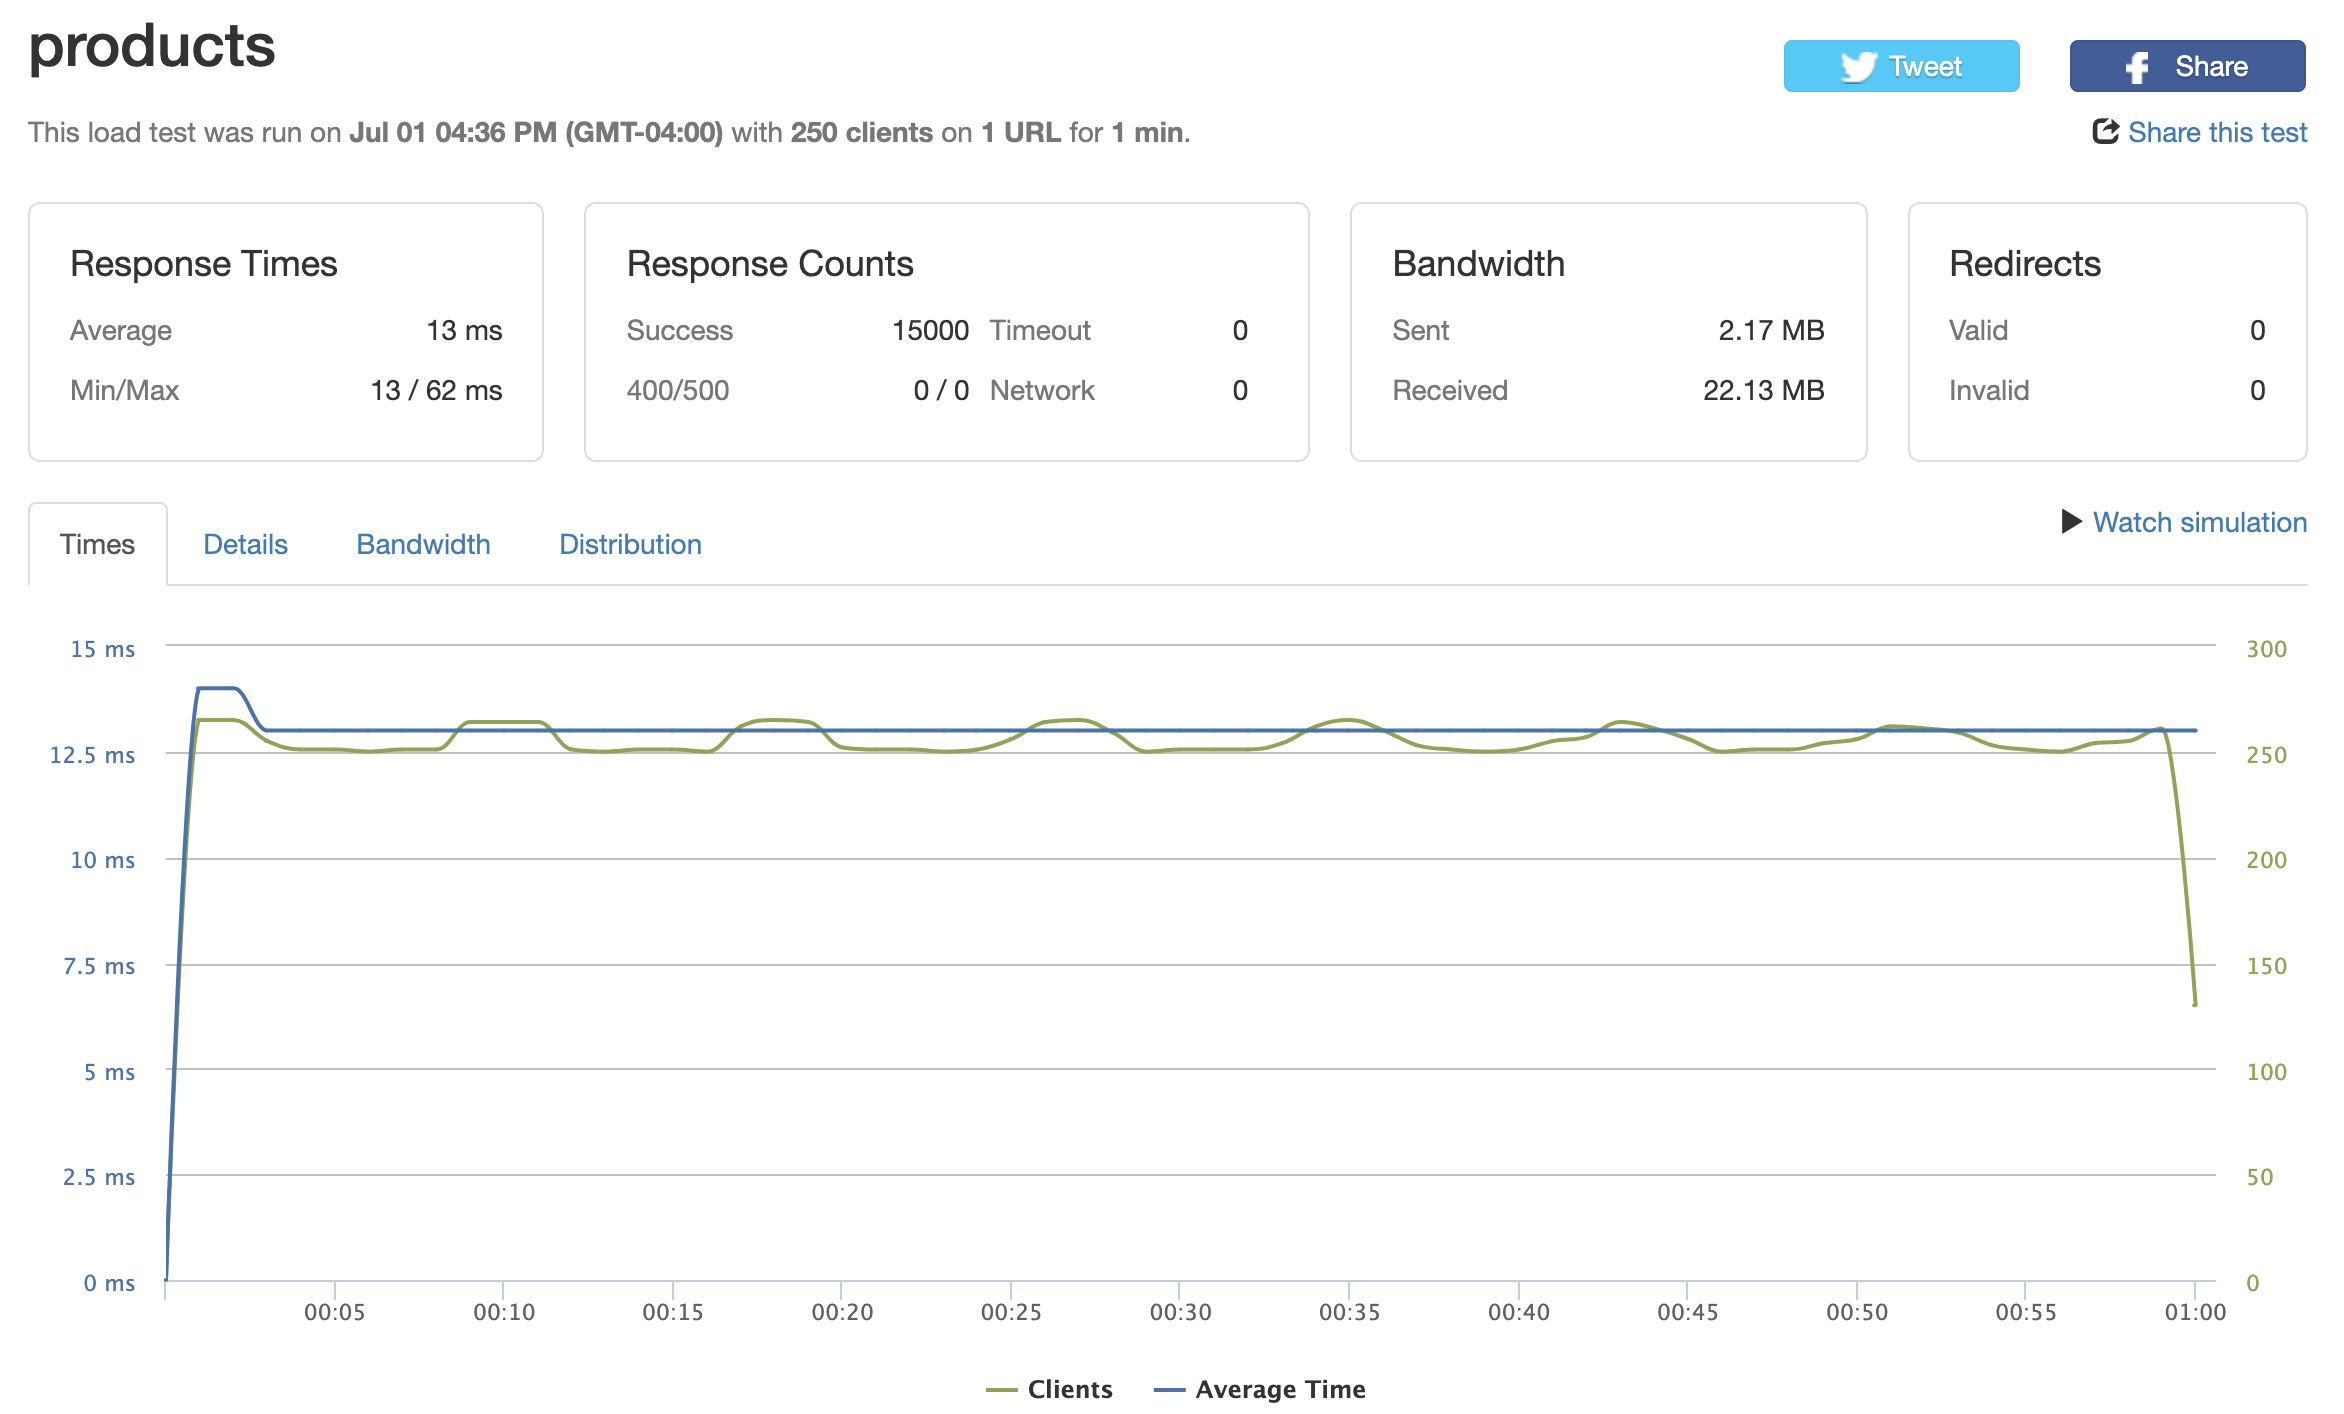 products
Tweet
Share
This load test was run on Jul 01 04:36 PM (GMT-04:00) with 250 clients on 1 URL for 1 min.
Share this test
Response Times
Average 13 ms
Min/Max 13 / 62 ms
Response Counts
Success 15000 Timeout 0
400/500 0 / 0 Network 0
Bandwidth
Sent 2.17 MB
Received 22.13 MB
Redirects
Valid 0
Invalid 0
Times Details Bandwidth Distribution
Watch simulation
15 ms 300
12.5 ms 250
10 ms 200
7.5 ms 150
5 ms 100
2.5 ms 50
0 ms 0
00:05 00:10 00:15 00:20 00:25 00:30 00:35 00:40 00:45 00:50 00:55 01:00
Clients Average Time